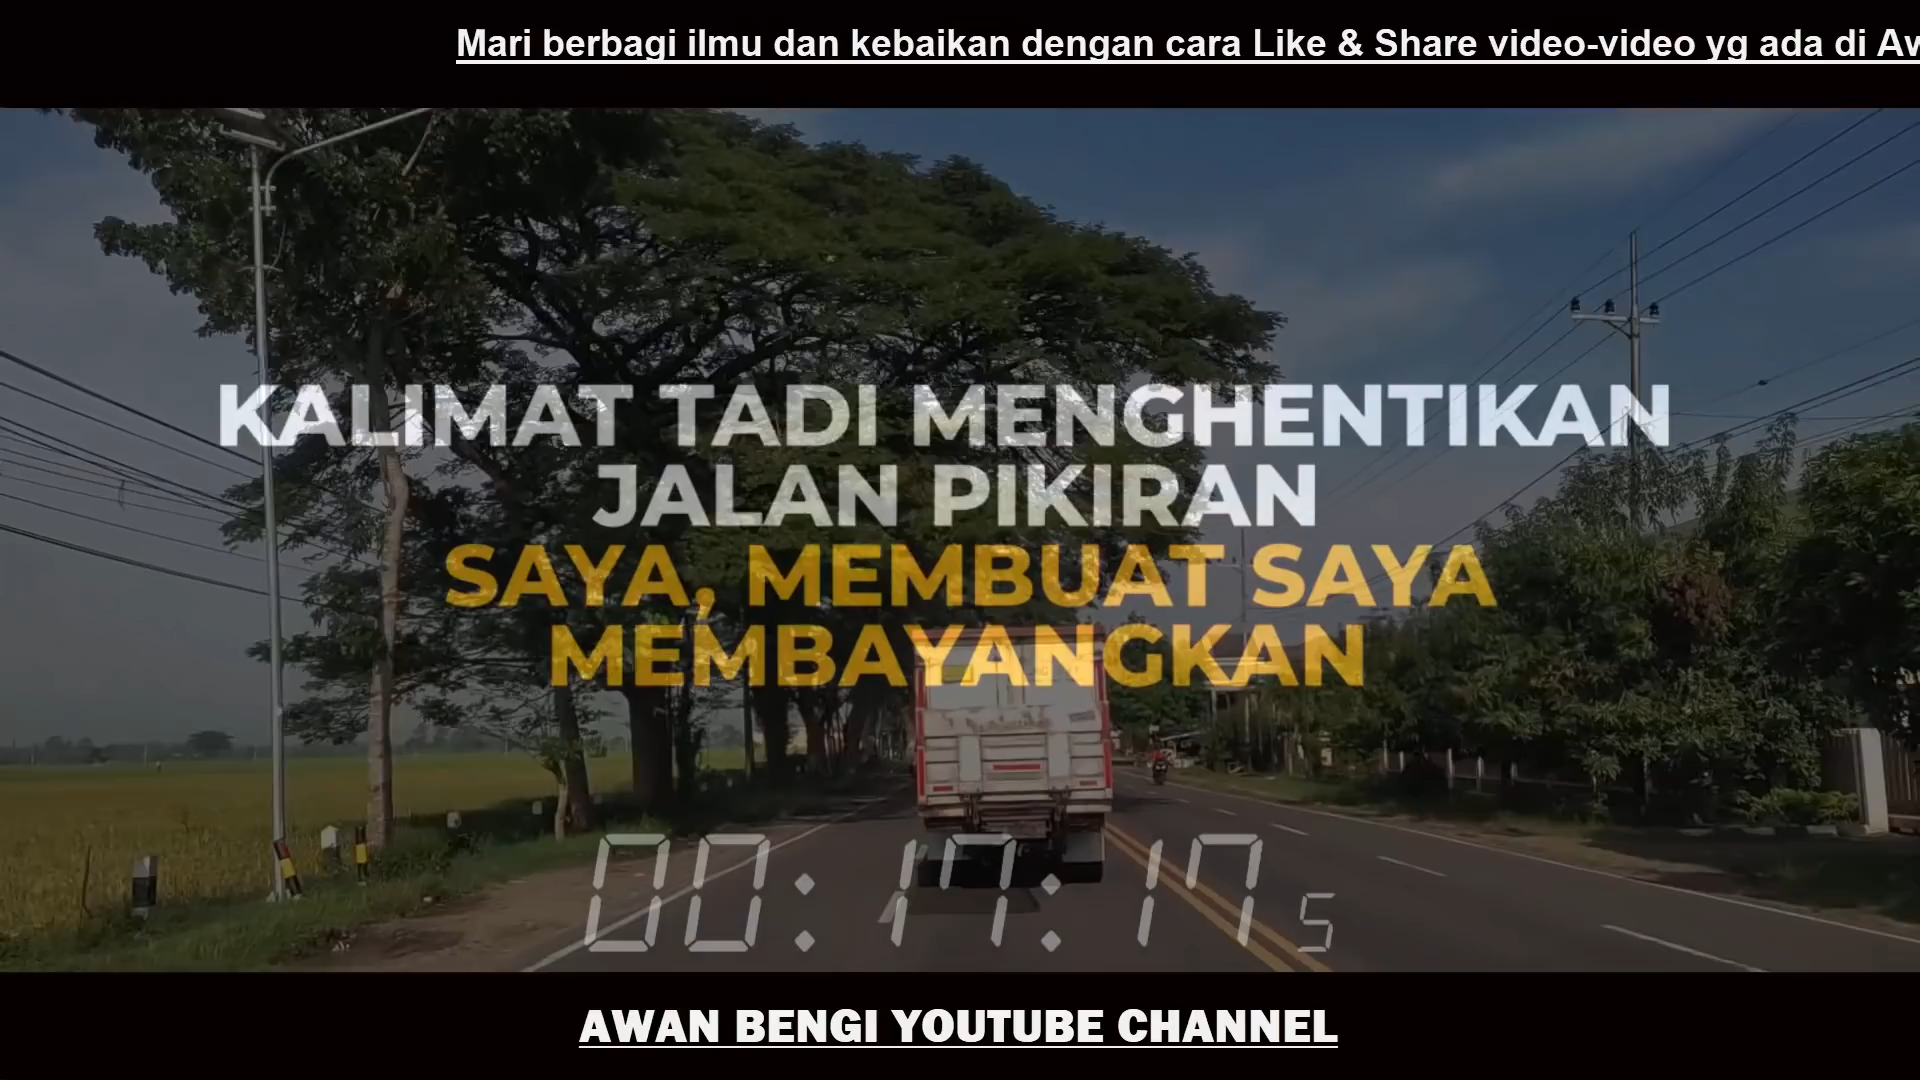 Mari berbagi ilmu dan kebaikan dengan cara Like & Share video-video yg ada di Aw
KALIMAT TADI MENGHENTIKAN
JALAN PIKIRAN
SAYA, MEMBUAT SAYA
MEMBAYANGKAN
00:17:17s
AWAN BENGI YOUTUBE CHANNEL